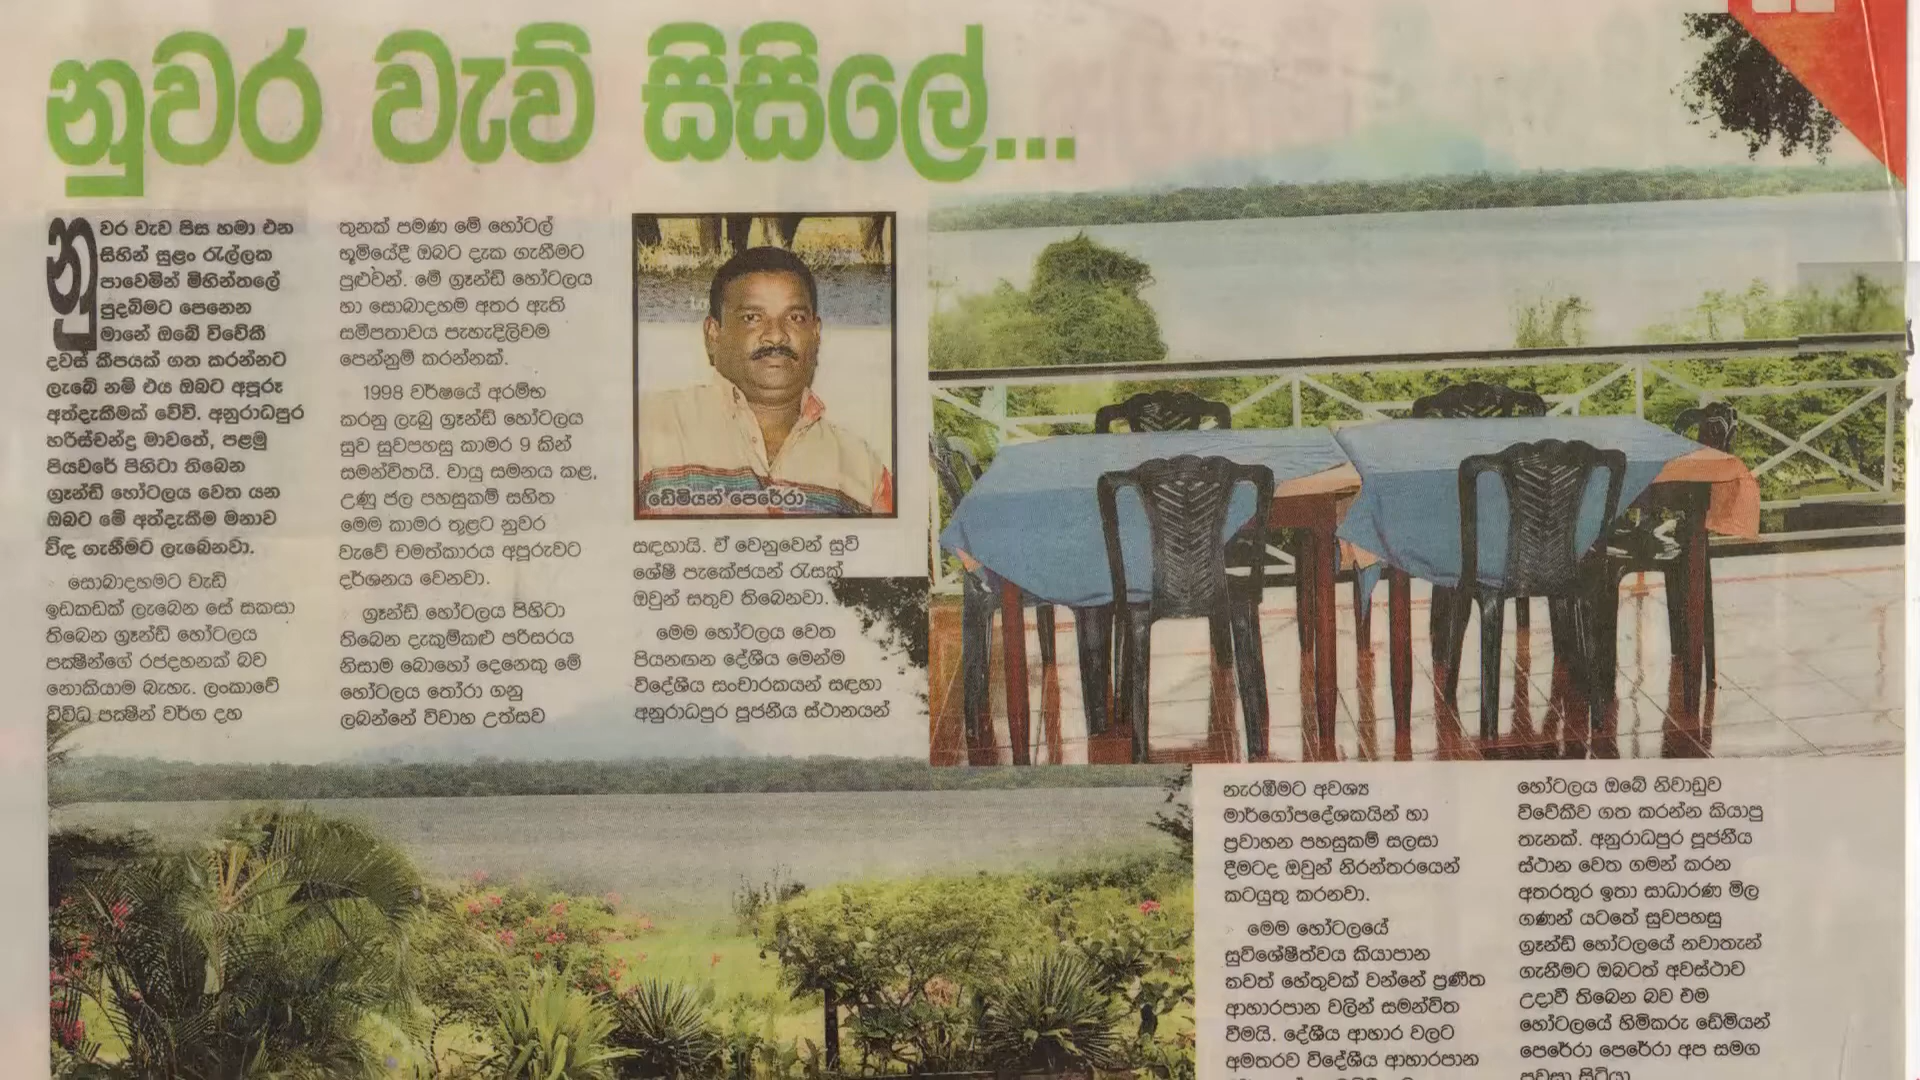 නුවර වැව් සිසිලේ...
නුවර වැව පිස හමා එන
සිහින් සුළං රැල්ලක
පාවෙමින් මිහින්තලේ
පුදබිමට පෙනෙන
මානේ ඔබේ විවේකී
දවස් කීපයක් ගත කරන්නට
ලැබේ නම් එය ඔබට අපූරු
අත්දැකීමක් වේවි. අනුරාධපුර
හරිස්චන්ද්‍ර මාවතේ, පළමු
පියවරේ පිහිටා තිබෙන
ග්‍රෑන්ඩ් හෝටලය වෙත යන
ඔබට මේ අත්දැකීම මනාව
විඳ ගැනීමට ලැබෙනවා.
සොබාදහමට වැඩි
ඉඩකඩක් ලැබෙන සේ සකසා
තිබෙන ග්‍රෑන්ඩ් හෝටලය
පක්ෂීන්ගේ රජදහනක් බව
නොකියාම බැහැ. ලංකාවේ
විවිධ පක්ෂීන් වර්ග දහ
තුනක් පමණ මේ හෝටල්
භූමියේදී ඔබට දැක ගැනීමට
පුළුවන්. මේ ග්‍රෑන්ඩ් හෝටලය
හා සොබාදහම අතර ඇති
සමීපතාවය පැහැදිලිවම
පෙන්නුම් කරන්නක්.
1998 වර්ෂයේ අරම්භ
කරනු ලැබු ග්‍රෑන්ඩ් හෝටලය
සුව සුවපහසු කාමර 9 කින්
සමන්විතයි. වායු සමනය කළ,
උණු ජල පහසුකම් සහිත
මෙම කාමර තුළට නුවර
වැවේ චමත්කාරය අපූරුවට
දර්ශනය වෙනවා.
ග්‍රෑන්ඩ් හෝටලය පිහිටා
තිබෙන දැකුම්කළු පරිසරය
නිසාම බොහෝ දෙනෙකු මේ
හෝටලය තෝරා ගනු
ලබන්නේ විවාහ උත්සව
ඩේමියන් පෙරේරා
සඳහායි. ඒ වෙනුවෙන් සුවි
ශේෂී පැකේජයන් රැසක්
ඔවුන් සතුව තිබෙනවා.
මෙම හෝටලය වෙත
පියනඟන දේශීය මෙන්ම
විදේශීය සංචාරකයන් සඳහා
අනුරාධපුර පූජනීය ස්ථානයන්
නැරඹීමට අවශ්‍ය
මාර්ගෝපදේශකයින් හා
ප්‍රවාහන පහසුකම් සලසා
දීමටද ඔවුන් නිරන්තරයෙන්
කටයුතු කරනවා.
මෙම හෝටලයේ
සුවිශේෂීත්වය කියාපාන
තවත් හේතුවක් වන්නේ ප්‍රණීත
ආහාරපාන වලින් සමන්විත
වීමයි. දේශීය ආහාර වලට
අමතරව විදේශීය ආහාරපාන
හෝටලය ඔබේ නිවාඩුව
විවේකීව ගත කරන්න කියාපු
තැනක්. අනුරාධපුර පූජනීය
ස්ථාන වෙත ගමන් කරන
අතරතුර ඉතා සාධාරණ මිල
ගණන් යටතේ සුවපහසු
ග්‍රෑන්ඩ් හෝටලයේ නවාතැන්
ගැනීමට ඔබටත් අවස්ථාව
උදාවී තිබෙන බව එම
හෝටලයේ හිමිකරු ඩේමියන්
පෙරේරා පෙරේරා අප සමග
පවසා සිටියා.